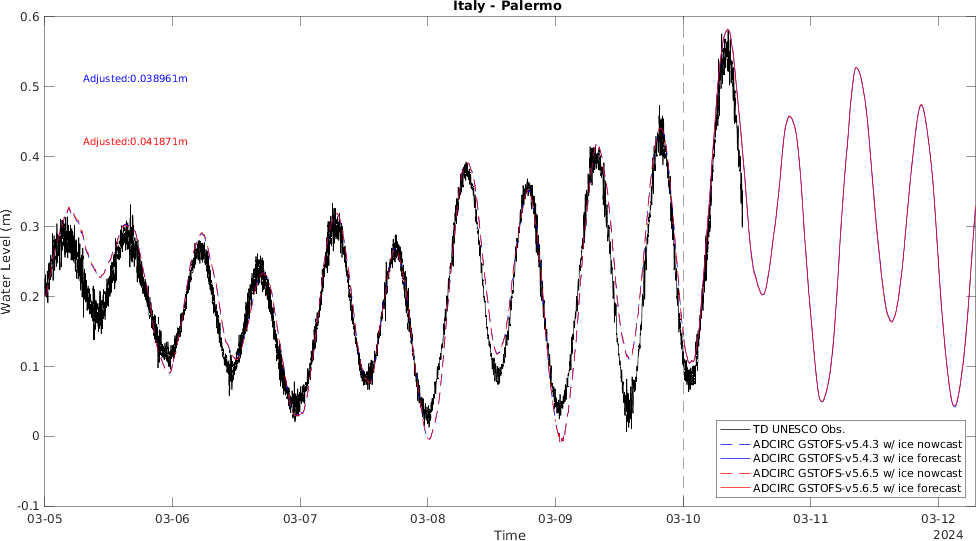 Italy - Palermo
Adjusted:0.038961m
Adjusted:0.041871m
Water Level (m)
0.6
0.5
0.4
0.3
0.2
0.1
0
-0.1
03-05
03-06
03-07
03-08
03-09
03-10
03-11
03-12
Time
2024
TD UNESCO Obs.
ADCIRC GSTOFS-v5.4.3 w/ ice nowcast
ADCIRC GSTOFS-v5.4.3 w/ ice forecast
ADCIRC GSTOFS-v5.6.5 w/ ice nowcast
ADCIRC GSTOFS-v5.6.5 w/ ice forecast